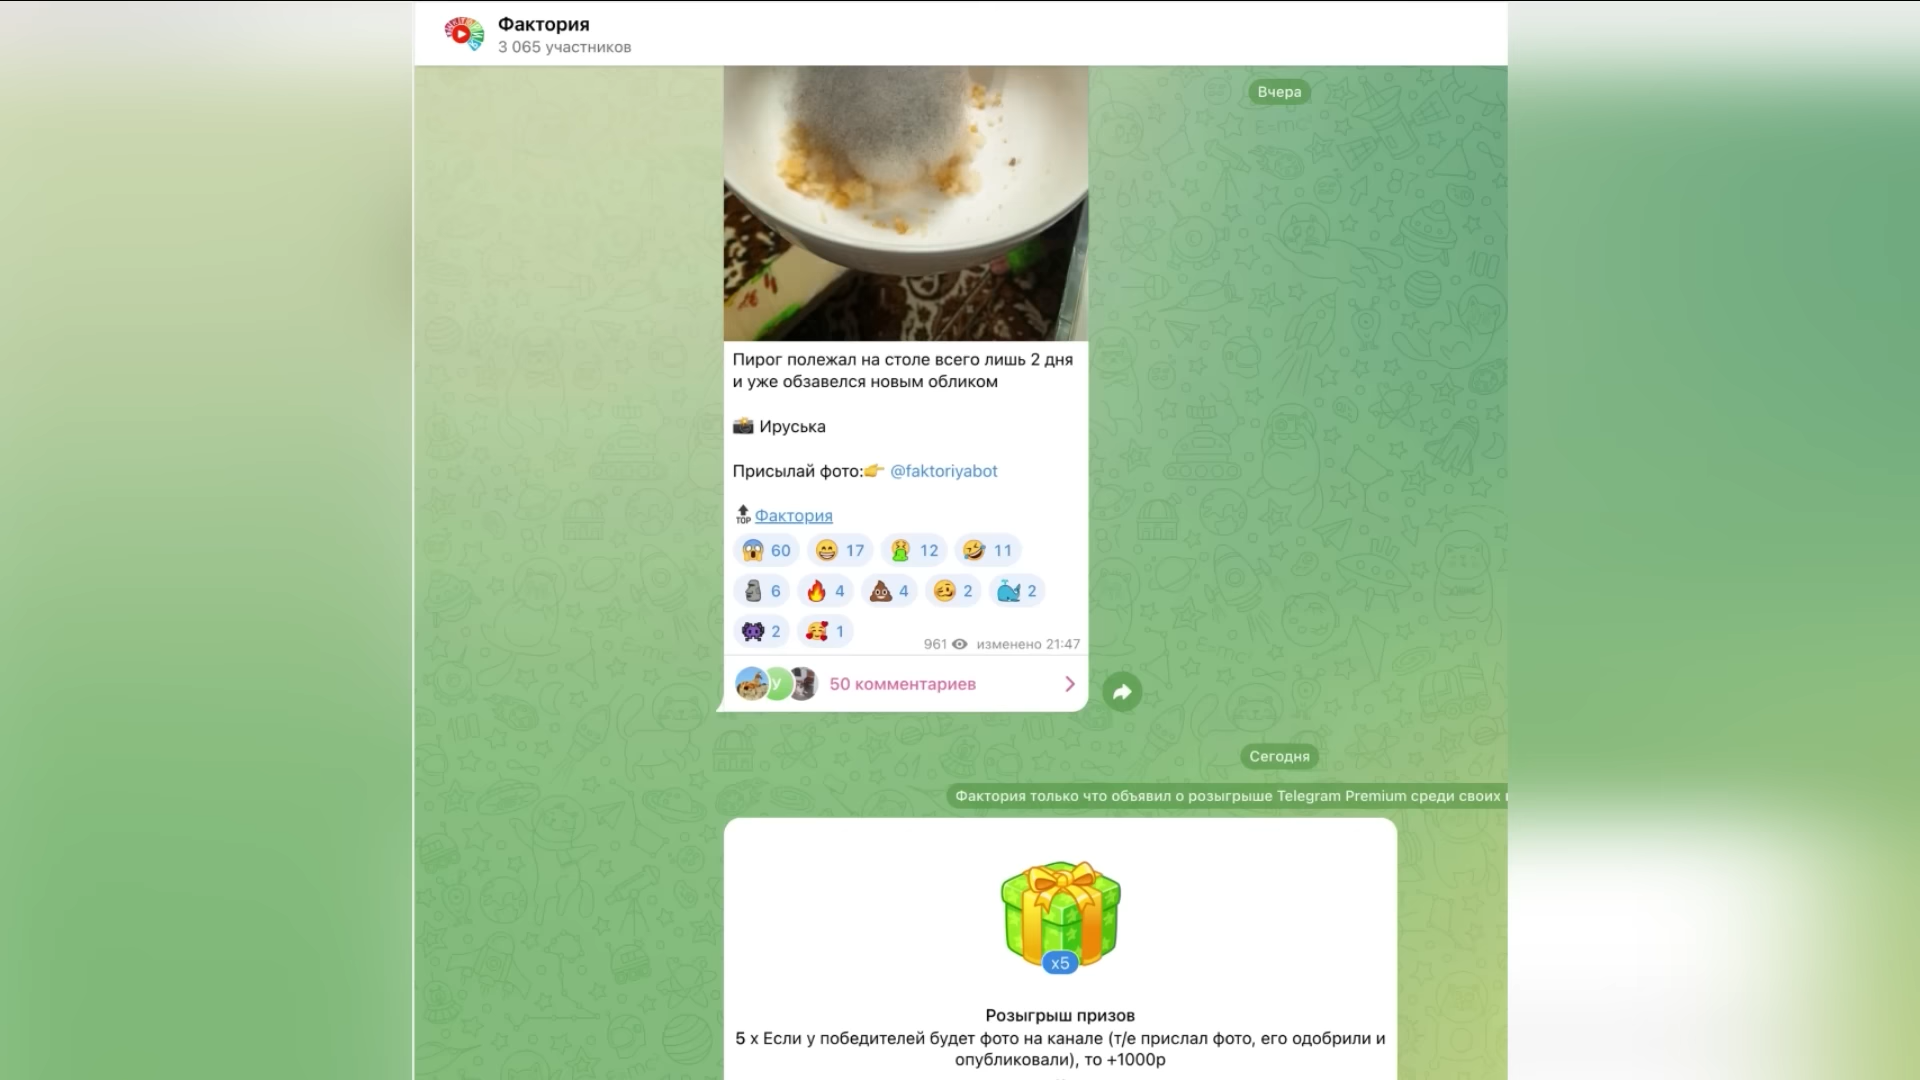 Фактория
3 065 участников
Вчера
Пирог полежал на столе всего лишь 2 дня
и уже обзавелся новым обликом
📸 Ируська
Присылай фото:👉 @faktoriyabot
🔝 Фактория
😱 60 😁 17 🤮 12 🤣 11
🗿 6 🔥 4 💩 4 🥴 2 🐳 2
👾 2 🥰 1
961 изменено 21:47
У
50 комментариев
Сегодня
Фактория только что объявил о розыгрыше Telegram Premium среди своих
x5
Розыгрыш призов
5 x Если у победителей будет фото на канале (т/е прислал фото, его одобрили и
опубликовали), то +1000р